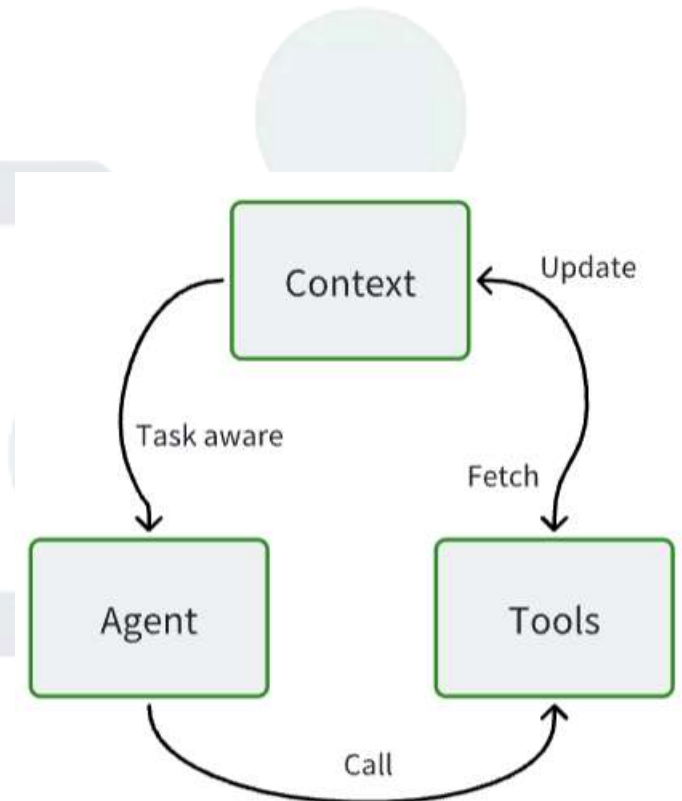 Context
Update
Task aware
Fetch
Agent
Tools
Call